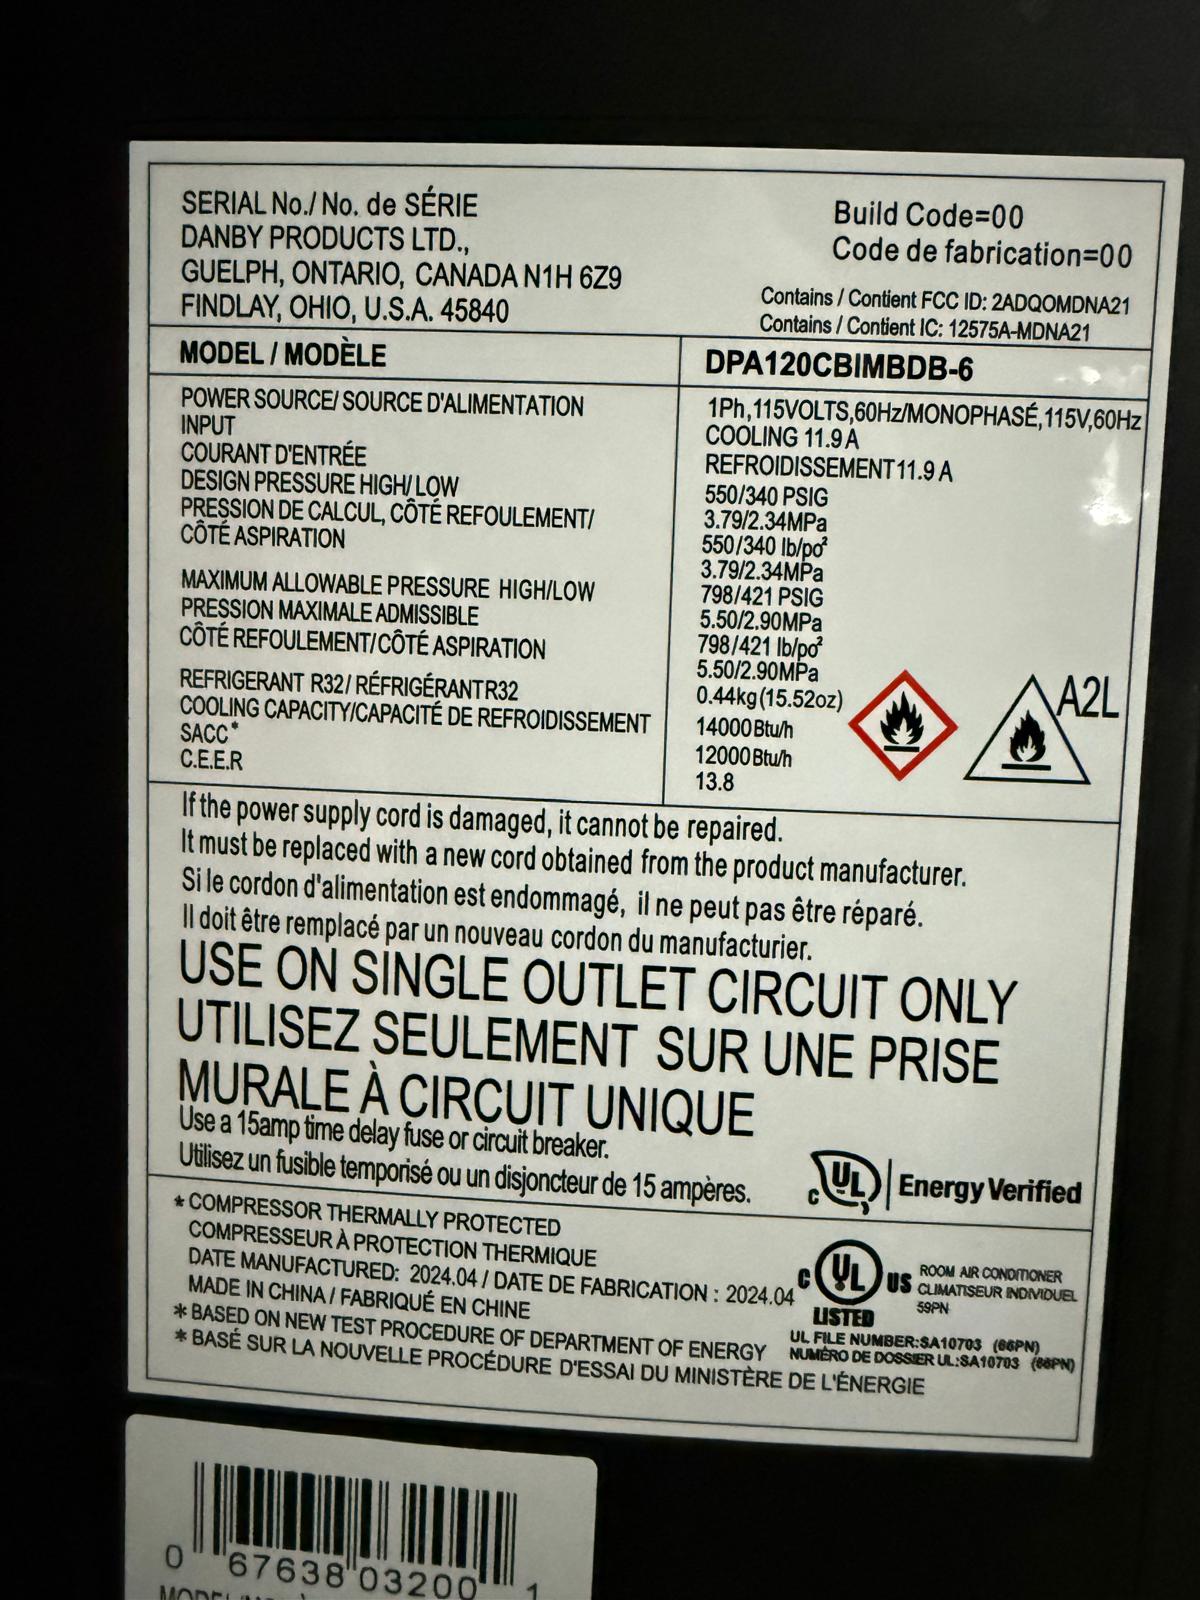 SERIAL No./ No. de SÉRIE
DANBY PRODUCTS LTD.,
GUELPH, ONTARIO, CANADA N1H 6Z9
FINDLAY, OHIO, U.S.A. 45840
Build Code=00
Code de fabrication=00
Contains / Contient FCC ID: 2ADQOMDNA21
Contains / Contient IC: 12575A-MDNA21
MODEL / MODÈLE
DPA120CBIMBDB-6
POWER SOURCE/ SOURCE D'ALIMENTATION
INPUT
COURANT D'ENTRÉE
DESIGN PRESSURE HIGH/ LOW
PRESSION DE CALCUL, CÔTÉ REFOULEMENT/
CÔTÉ ASPIRATION
MAXIMUM ALLOWABLE PRESSURE HIGH/LOW
PRESSION MAXIMALE ADMISSIBLE
CÔTÉ REFOULEMENT/CÔTÉ ASPIRATION
REFRIGERANT R32/ RÉFRIGÉRANT R32
COOLING CAPACITY/CAPACITÉ DE REFROIDISSEMENT
SACC*
C.E.E.R
1Ph,115VOLTS,60Hz/MONOPHASÉ,115V,60Hz
COOLING 11.9 A
REFROIDISSEMENT 11.9 A
550/340 PSIG
3.79/2.34MPa
550/340 lb/po²
3.79/2.34MPa
798/421 PSIG
5.50/2.90MPa
798/421 lb/po²
5.50/2.90MPa
0.44kg(15.52oz)
14000Btu/h
12000Btu/h
13.8
A2L
If the power supply cord is damaged, it cannot be repaired.
It must be replaced with a new cord obtained from the product manufacturer.
Si le cordon d'alimentation est endommagé, il ne peut pas être réparé.
Il doit être remplacé par un nouveau cordon du manufacturier.
USE ON SINGLE OUTLET CIRCUIT ONLY
UTILISEZ SEULEMENT SUR UNE PRISE
MURALE À CIRCUIT UNIQUE
Use a 15amp time delay fuse or circuit breaker.
Utilisez un fusible temporisé ou un disjoncteur de 15 ampères.
c UL Energy Verified
* COMPRESSOR THERMALLY PROTECTED
COMPRESSEUR À PROTECTION THERMIQUE
DATE MANUFACTURED: 2024.04 / DATE DE FABRICATION : 2024.04
MADE IN CHINA / FABRIQUÉ EN CHINE
* BASED ON NEW TEST PROCEDURE OF DEPARTMENT OF ENERGY
* BASÉ SUR LA NOUVELLE PROCÉDURE D'ESSAI DU MINISTÈRE DE L'ÉNERGIE
c UL US
LISTED
ROOM AIR CONDITIONER
CLIMATISEUR INDIVIDUEL
59PN
UL FILE NUMBER:SA10703 (66PN)
NUMÉRO DE DOSSIER UL:SA10703 (66PN)
0 67638 03200 1